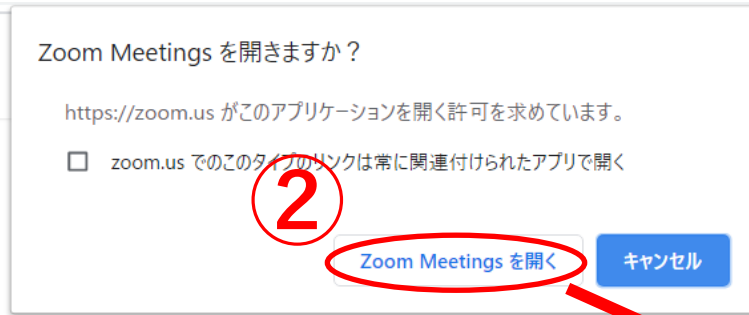 Zoom Meetings を開きますか？
https://zoom.us がこのアプリケーションを開く許可を求めています。
zoom.us でのこのタイプのリンクは常に関連付けられたアプリで開く
②
Zoom Meetings を開く
キャンセル